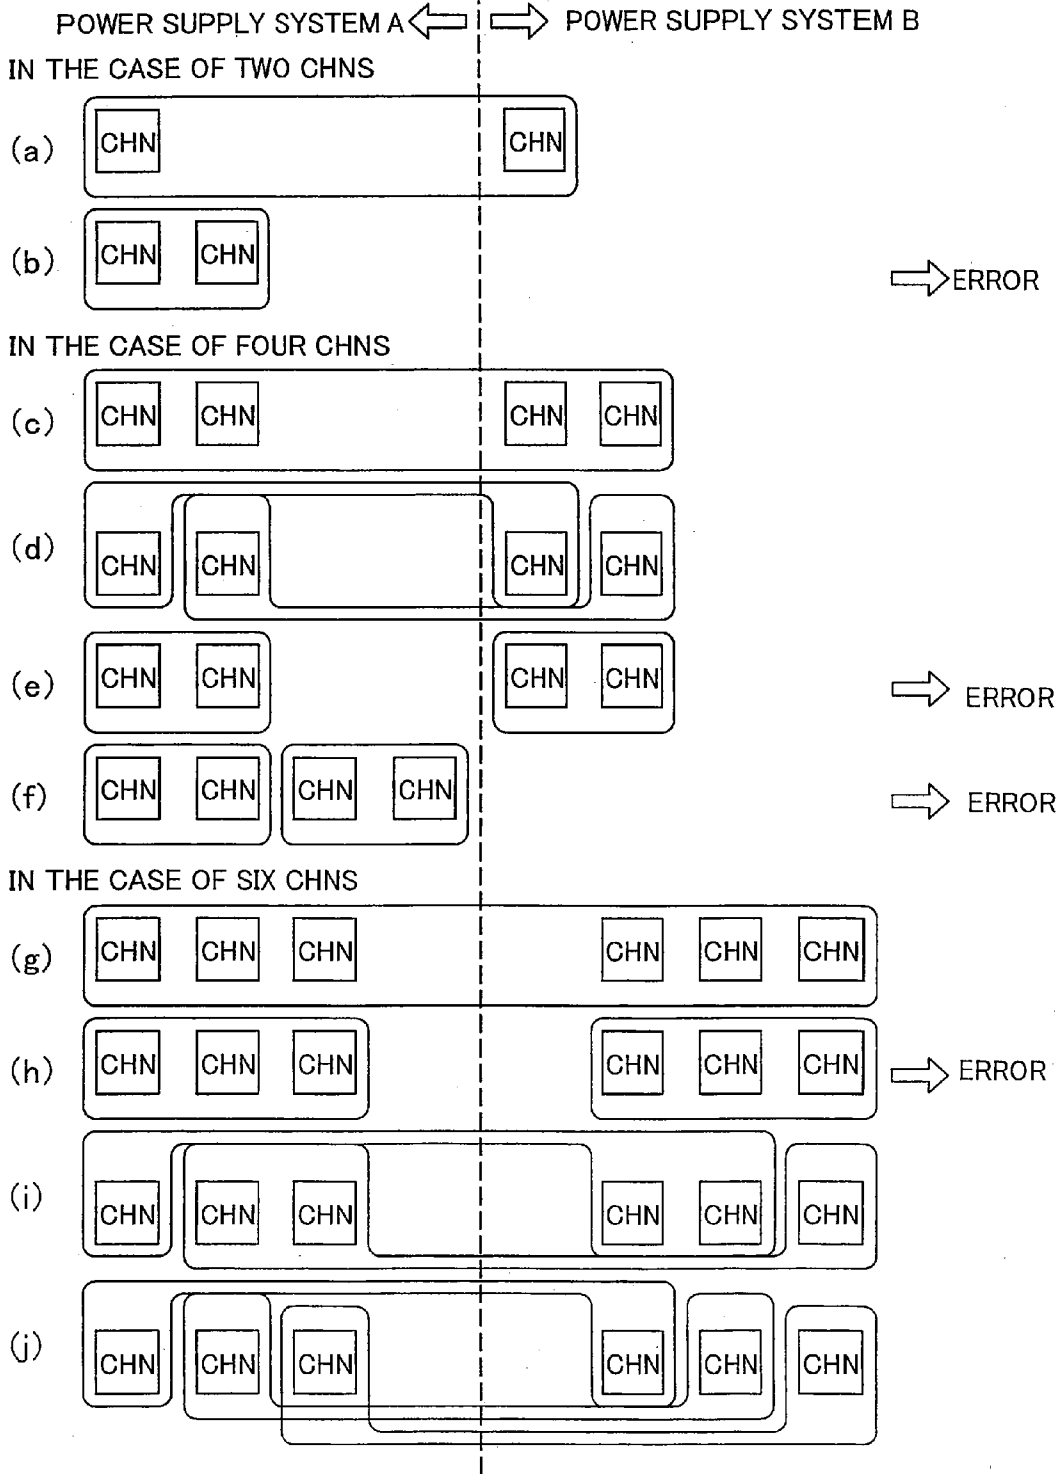 POWER SUPPLY SYSTEM A POWER SUPPLY SYSTEM B
IN THE CASE OF TWO CHNS
(a) CHN CHN
(b) CHN CHN ERROR
IN THE CASE OF FOUR CHNS
(c) CHN CHN CHN CHN
(d) CHN CHN CHN CHN
(e) CHN CHN CHN CHN ERROR
(f) CHN CHN CHN CHN ERROR
IN THE CASE OF SIX CHNS
(g) CHN CHN CHN CHN CHN CHN
(h) CHN CHN CHN CHN CHN CHN ERROR
(i) CHN CHN CHN CHN CHN CHN
(j) CHN CHN CHN CHN CHN CHN